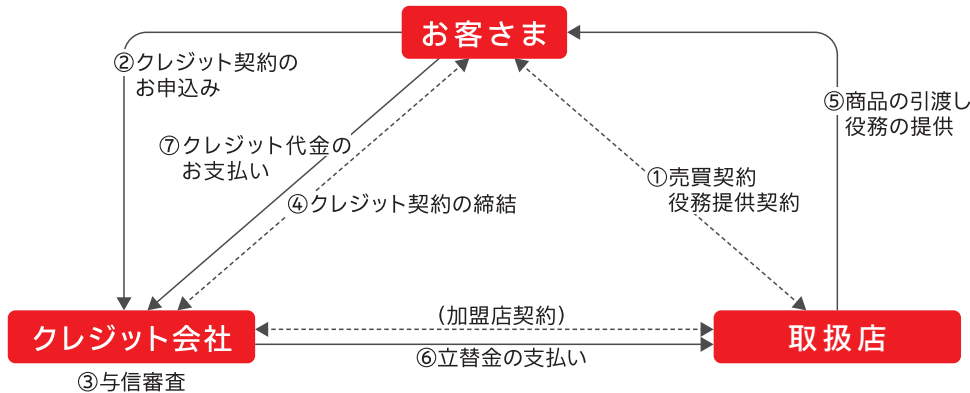 お客さま
②クレジット契約の
お申込み
⑤商品の引渡し
役務の提供
⑦クレジット代金の
お支払い
①売買契約
役務提供契約
④クレジット契約の締結
クレジット会社
(加盟店契約)
取扱店
⑥立替金の支払い
③与信審査